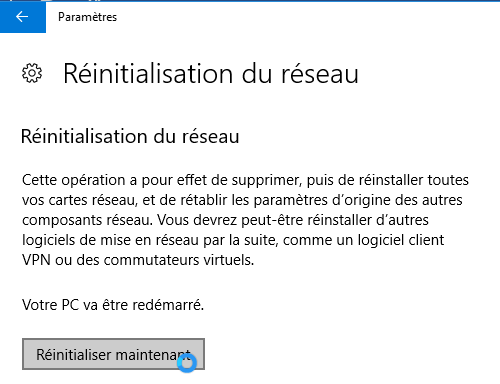 Paramètres
Réinitialisation du réseau
Réinitialisation du réseau
Cette opération a pour effet de supprimer, puis de réinstaller toutes
vos cartes réseau, et de rétablir les paramètres d'origine des autres
composants réseau. Vous devrez peut-être réinstaller d'autres
logiciels de mise en réseau par la suite, comme un logiciel client
VPN ou des commutateurs virtuels.
Votre PC va être redémarré.
Réinitialiser maintenant